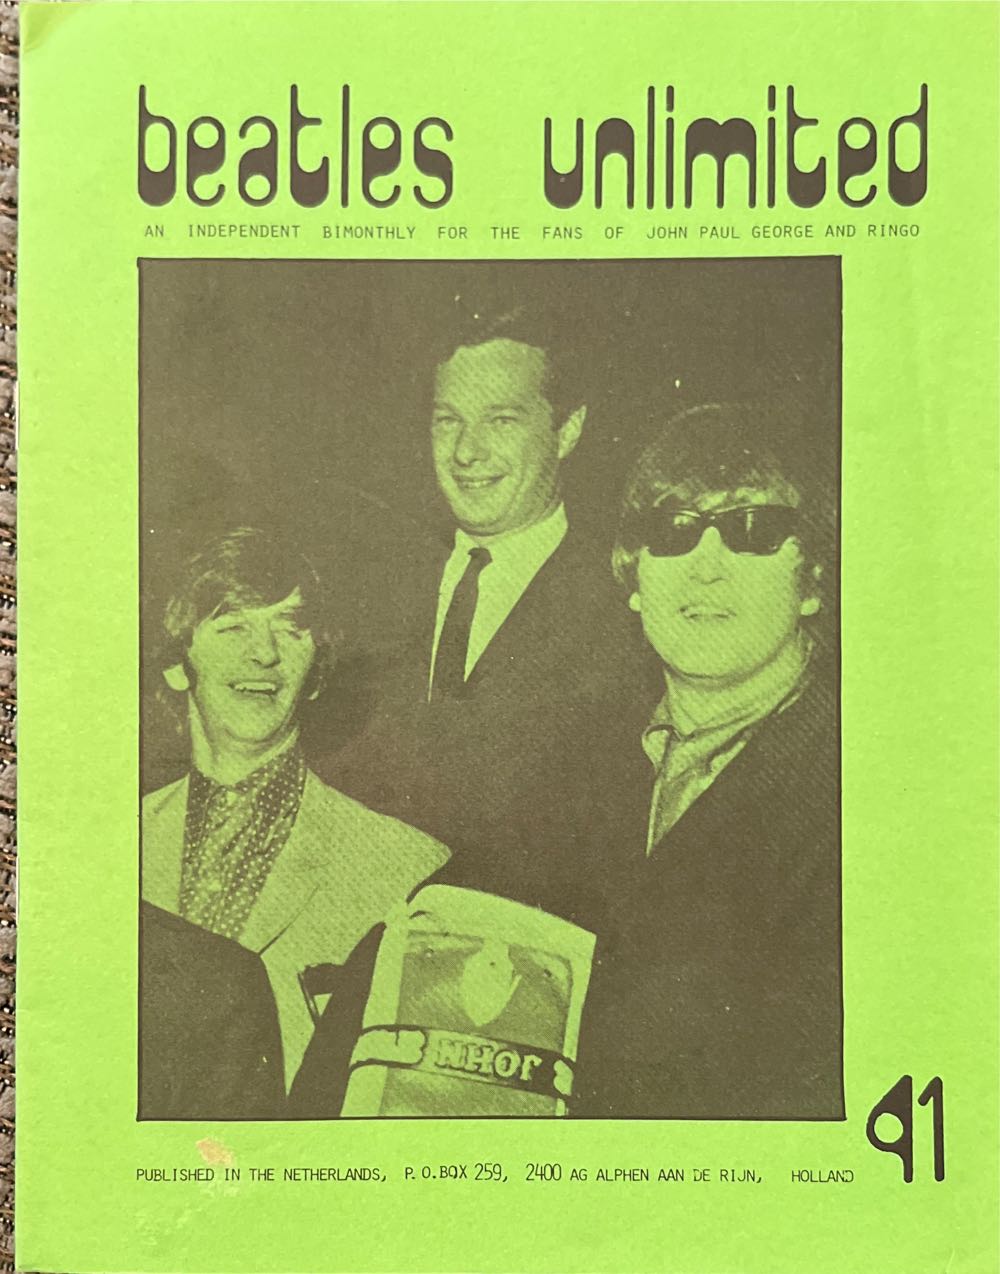 beatles unlimited
AN INDEPENDENT BIMONTHLY FOR THE FANS OF JOHN PAUL GEORGE AND RINGO
JOHN
91
PUBLISHED IN THE NETHERLANDS, P.O.BOX 259, 2400 AG ALPHEN AAN DE RIJN, HOLLAND